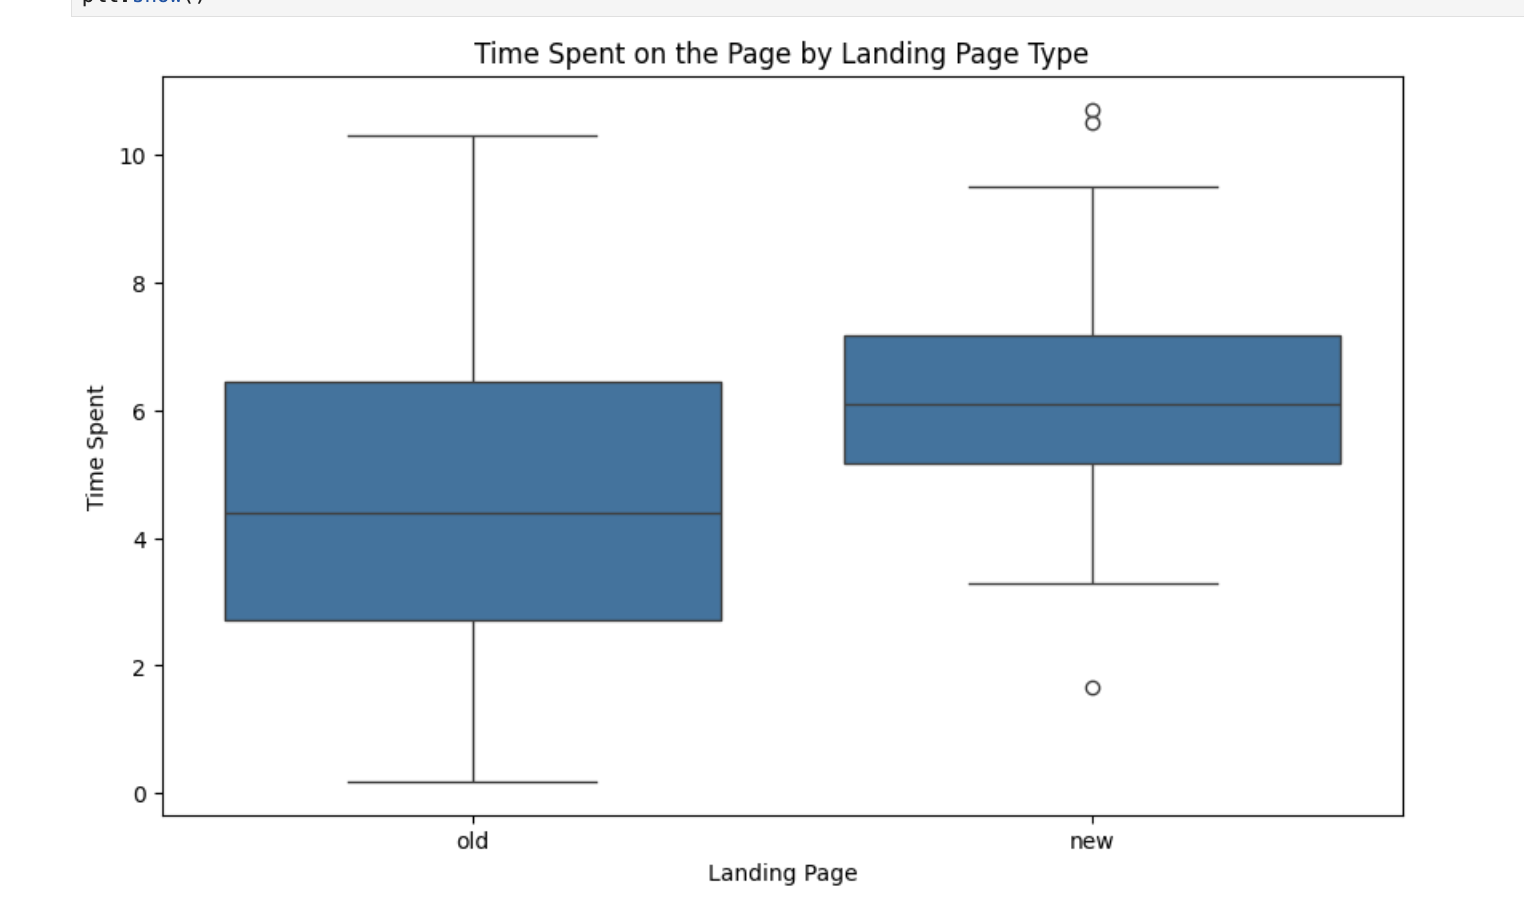 Time Spent on the Page by Landing Page Type
10
8
6
4
2
0
Time Spent
old
new
Landing Page